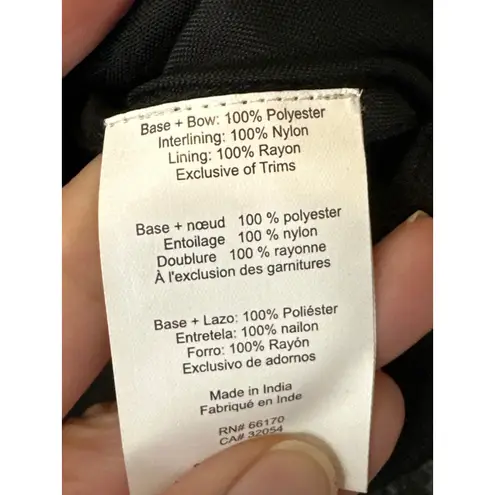 Base + Bow: 100% Polyester
Interlining: 100% Nylon
Lining: 100% Rayon
Exclusive of Trims
Base + nœud 100 % polyester
Entoilage 100 % nylon
Doublure 100 % rayonne
À l'exclusion des garnitures
Base + Lazo: 100% Poliéster
Entretela: 100% nailon
Forro: 100% Rayón
Exclusivo de adornos
Made in India
Fabriqué en Inde
RN# 66170
CA# 32054